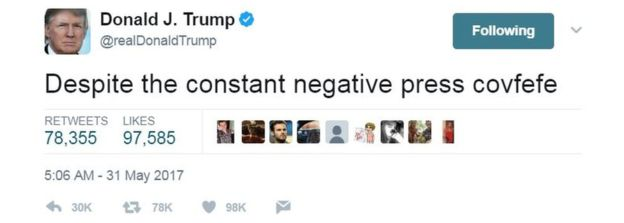 Donald J. Trump
@realDonaldTrump
Following
Despite the constant negative press covfefe
RETWEETS LIKES
78,355 97,585
5:06 AM - 31 May 2017
30K 78K 98K